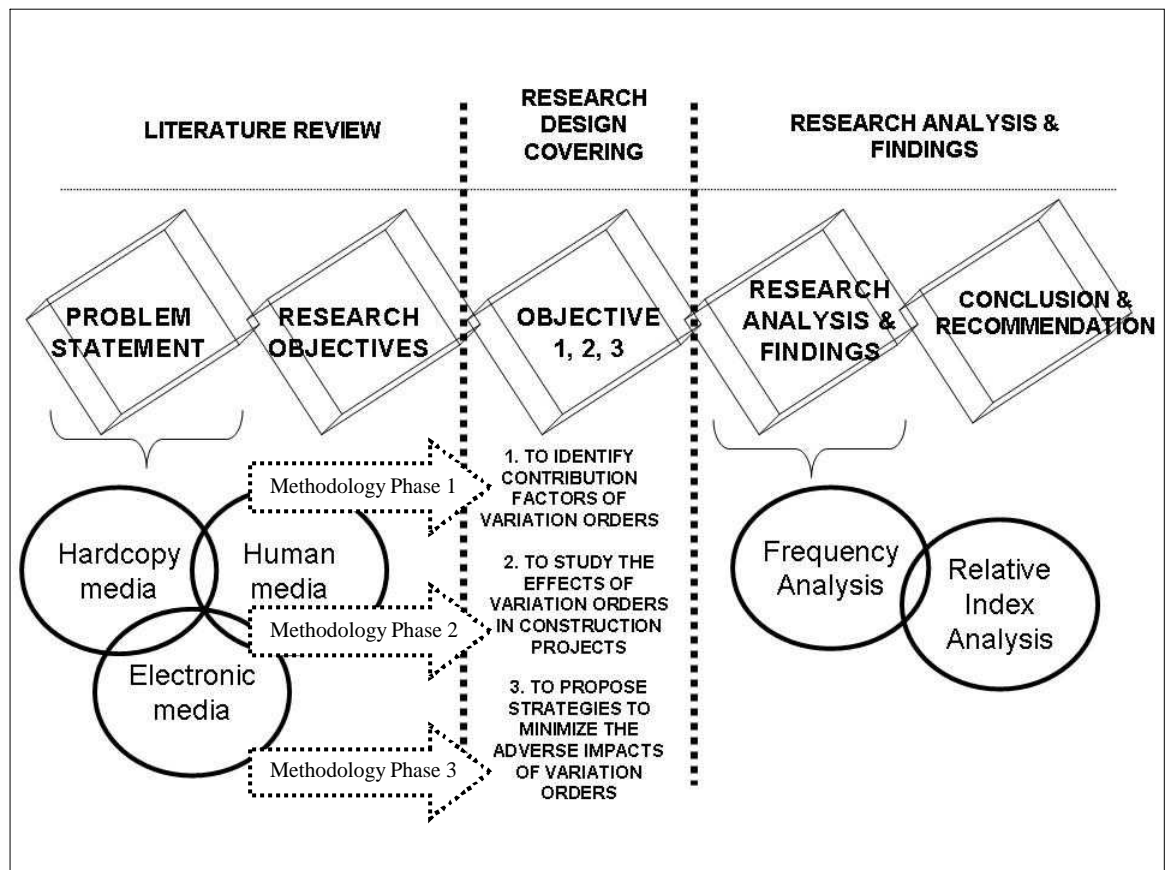 LITERATURE REVIEW
RESEARCH
DESIGN
COVERING
RESEARCH ANALYSIS &
FINDINGS
PROBLEM
STATEMENT
RESEARCH
OBJECTIVES
OBJECTIVE
1, 2, 3
RESEARCH
ANALYSIS &
FINDINGS
CONCLUSION &
RECOMMENDATION
Hardcopy
media
Human
media
Electronic
media
Methodology Phase 1
Methodology Phase 2
Methodology Phase 3
1. TO IDENTIFY
CONTRIBUTION
FACTORS OF
VARIATION ORDERS
2. TO STUDY THE
EFFECTS OF
VARIATION ORDERS
IN CONSTRUCTION
PROJECTS
3. TO PROPOSE
STRATEGIES TO
MINIMIZE THE
ADVERSE IMPACTS
OF VARIATION
ORDERS
Frequency
Analysis
Relative
Index
Analysis